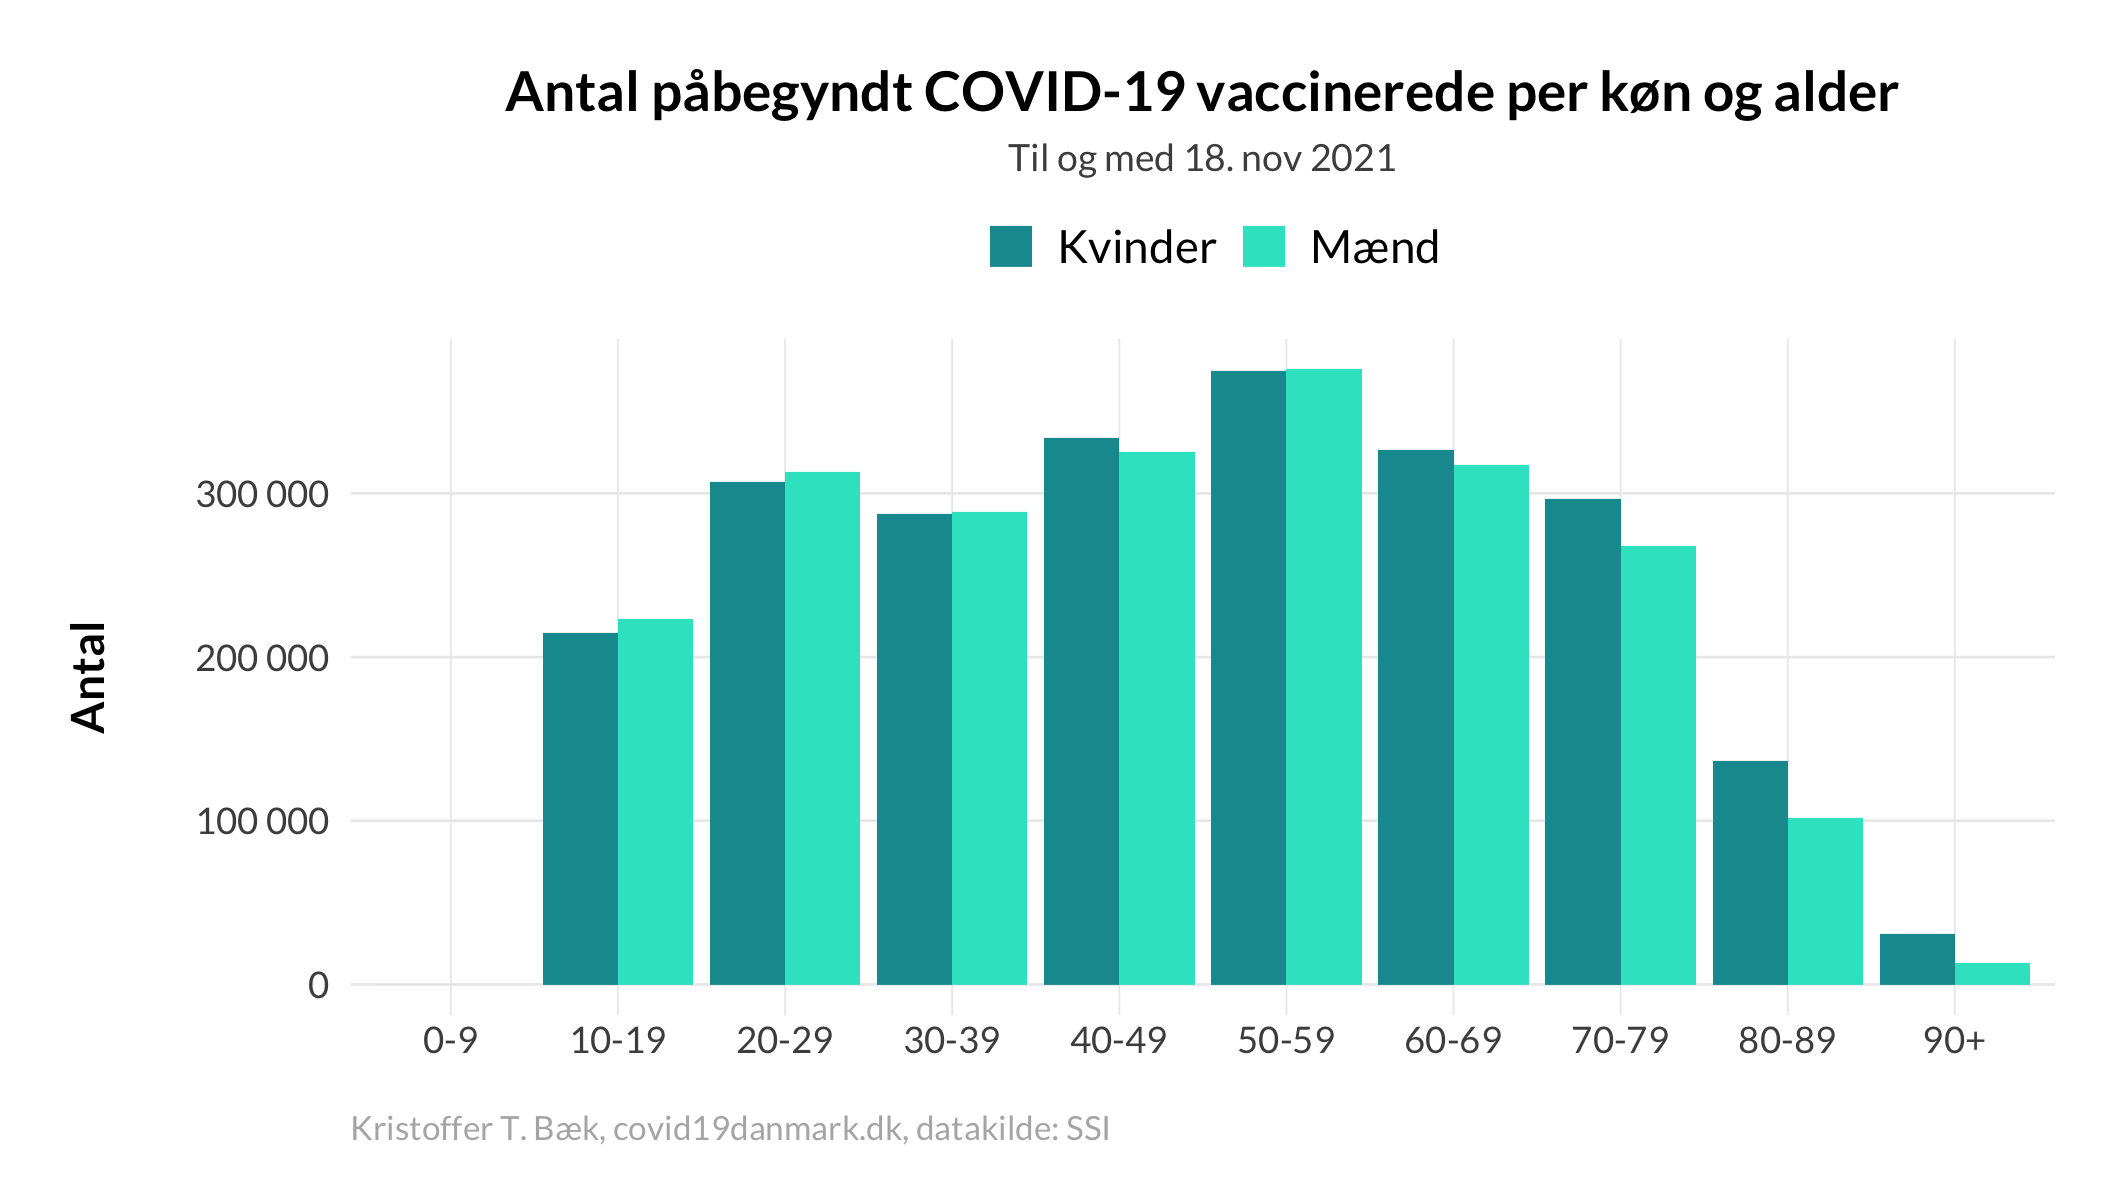 Antal påbegyndt COVID-19 vaccinerede per køn og alder
Til og med 18. nov 2021
Kvinder Mænd
Antal
300 000
200 000
100 000
0
0-9 10-19 20-29 30-39 40-49 50-59 60-69 70-79 80-89 90+
Kristoffer T. Bæk, covid19danmark.dk, datakilde: SSI